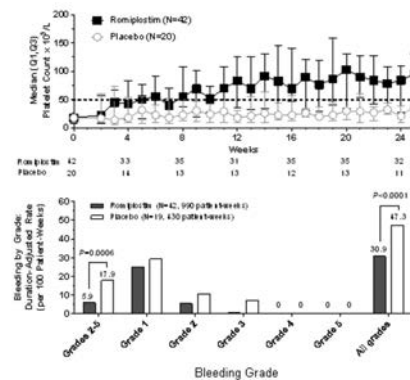 Romiplostim (N=42)
Placebo (N=20)
Median (Q1,Q3)
Platelet Count x 10⁹/L
250
200
150
100
50
0
0 4 8 12 16 20 24
Weeks
Romiplostim 42 33 35 31 35 35 32
Placebo 20 14 13 13 12 13 11
Bleeding by Grade:
Duration-Adjusted Rate
(per 100 Patient-Weeks)
60
50
40
30
20
10
0
Romiplostim (N=42, 990 patient-weeks)
Placebo (N=19, 430 patient-weeks)
P=0.0006
5.9
17.9
0 0
0 0
P<0.0001
30.9
47.3
Grades 2-5
Grade 1
Grade 2
Grade 3
Grade 4
Grade 5
All grades
Bleeding Grade